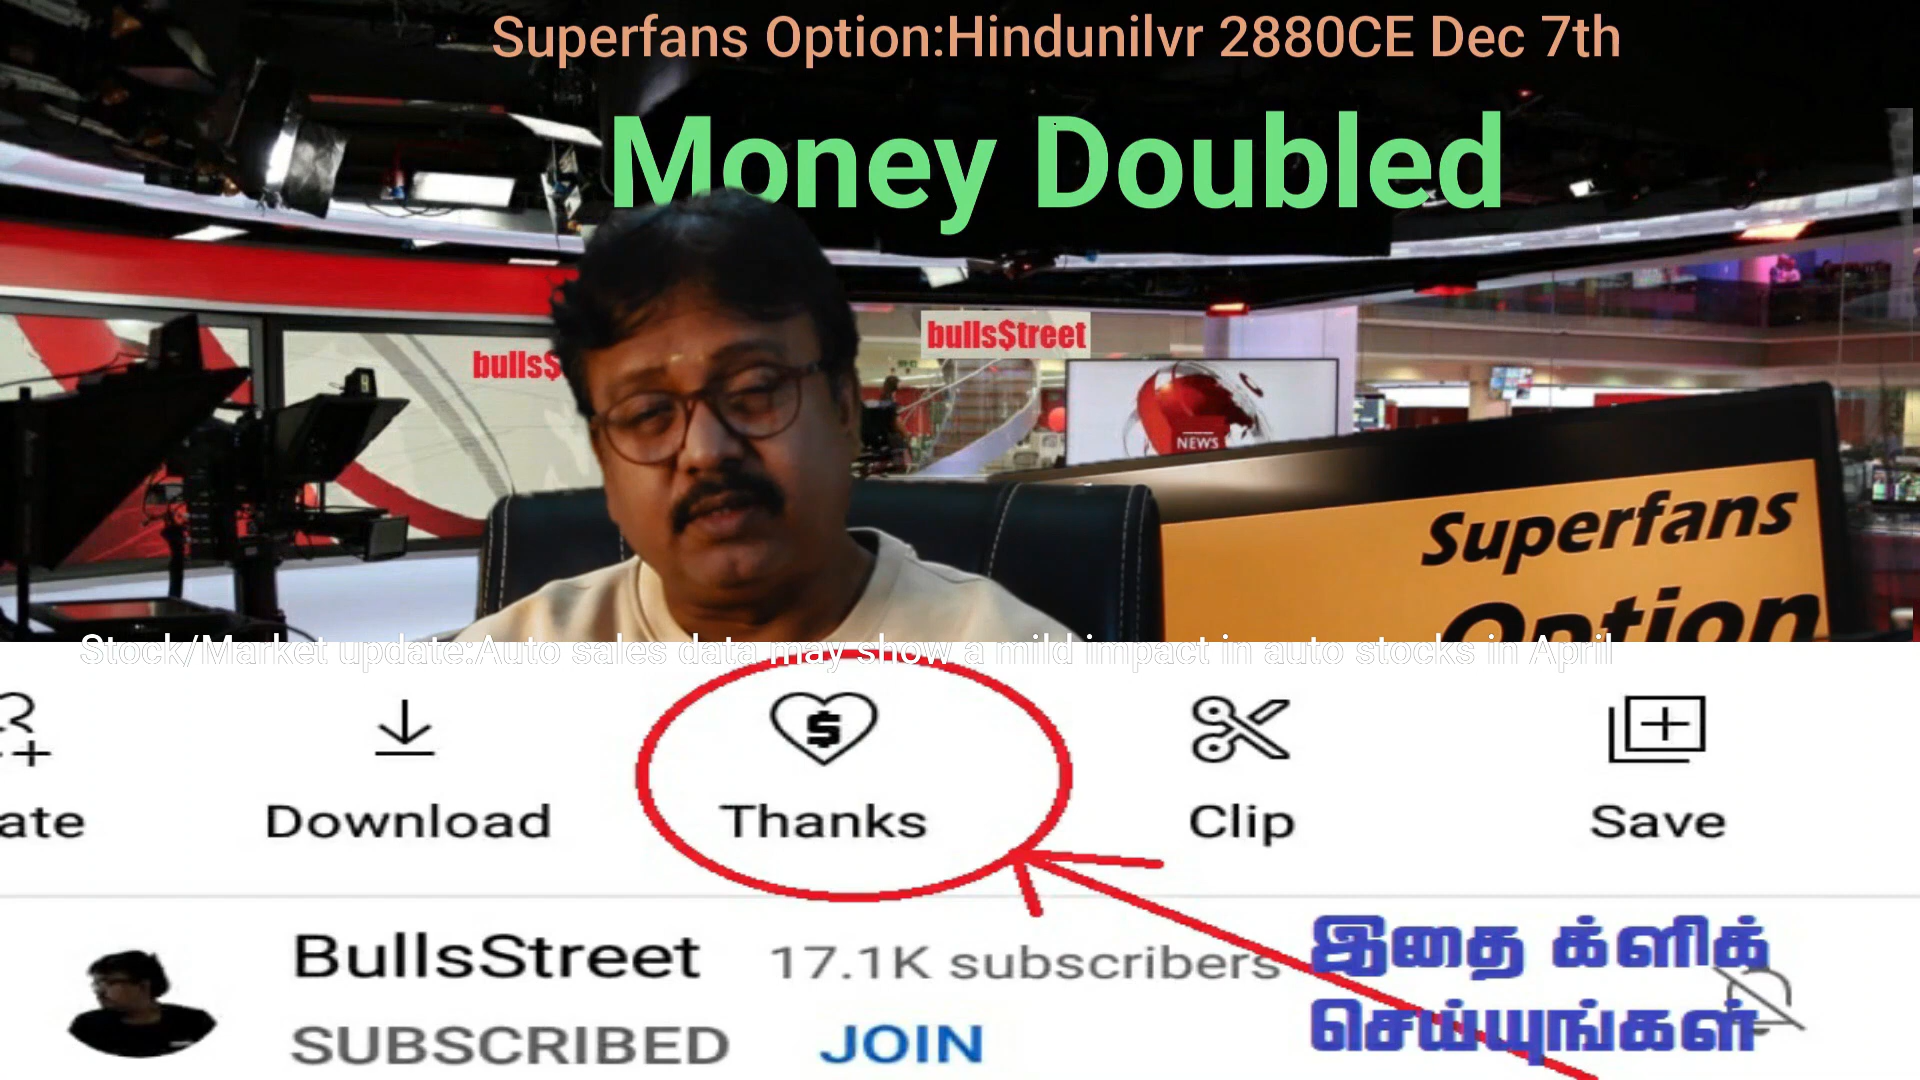 Superfans Option:Hindunilvr 2880CE Dec 7th
Money Doubled
bulls$treet
bulls$
NEWS
Superfans
Option
Stock/Market update:Auto sales data may show a mild impact in auto stocks in April
ate
Download
Thanks
Clip
Save
BullsStreet
17.1K subscribers
SUBSCRIBED
JOIN
இதை க்ளிக்
செய்யுங்கள்